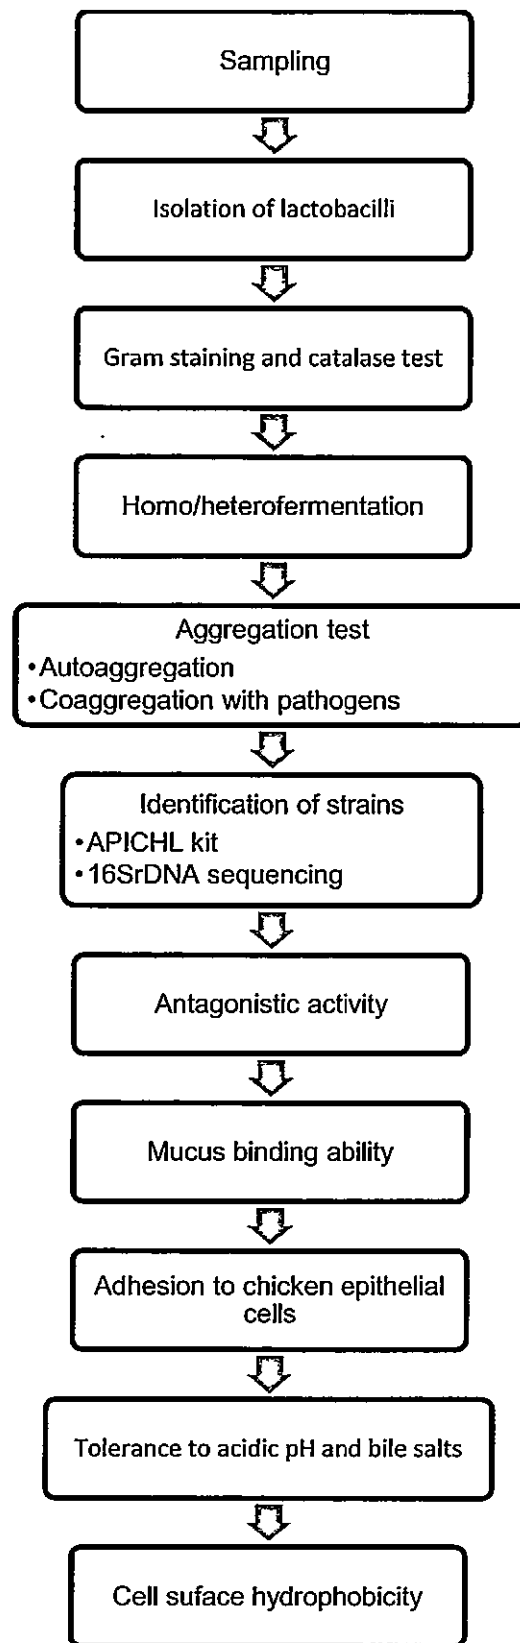 Sampling
Isolation of lactobacilli
Gram staining and catalase test
Homo/heterofermentation
Aggregation test
•Autoaggregation
•Coaggregation with pathogens
Identification of strains
•APICHL kit
•16SrDNA sequencing
Antagonistic activity
Mucus binding ability
Adhesion to chicken epithelial
cells
Tolerance to acidic pH and bile salts
Cell suface hydrophobicity